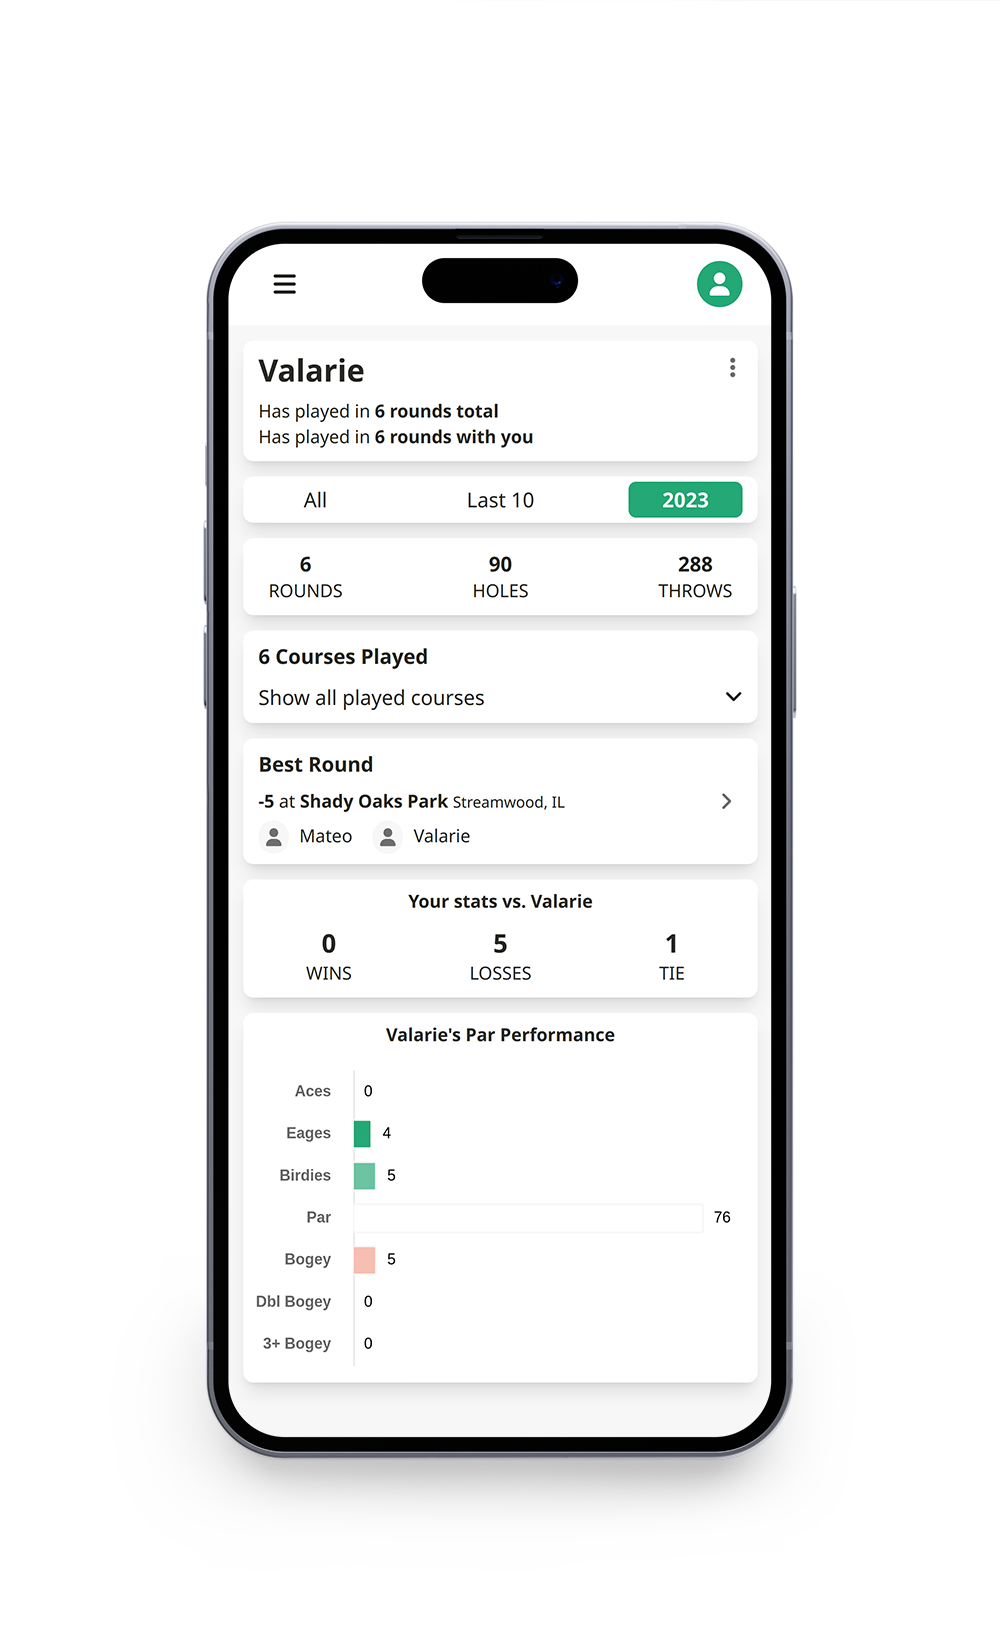 Valarie
Has played in 6 rounds total
Has played in 6 rounds with you
All Last 10 2023
6 90 288
ROUNDS HOLES THROWS
6 Courses Played
Show all played courses
Best Round
-5 at Shady Oaks Park Streamwood, IL
Mateo Valarie
Your stats vs. Valarie
0 5 1
WINS LOSSES TIE
Valarie's Par Performance
Aces 0
Eages 4
Birdies 5
Par 76
Bogey 5
Dbl Bogey 0
3+ Bogey 0